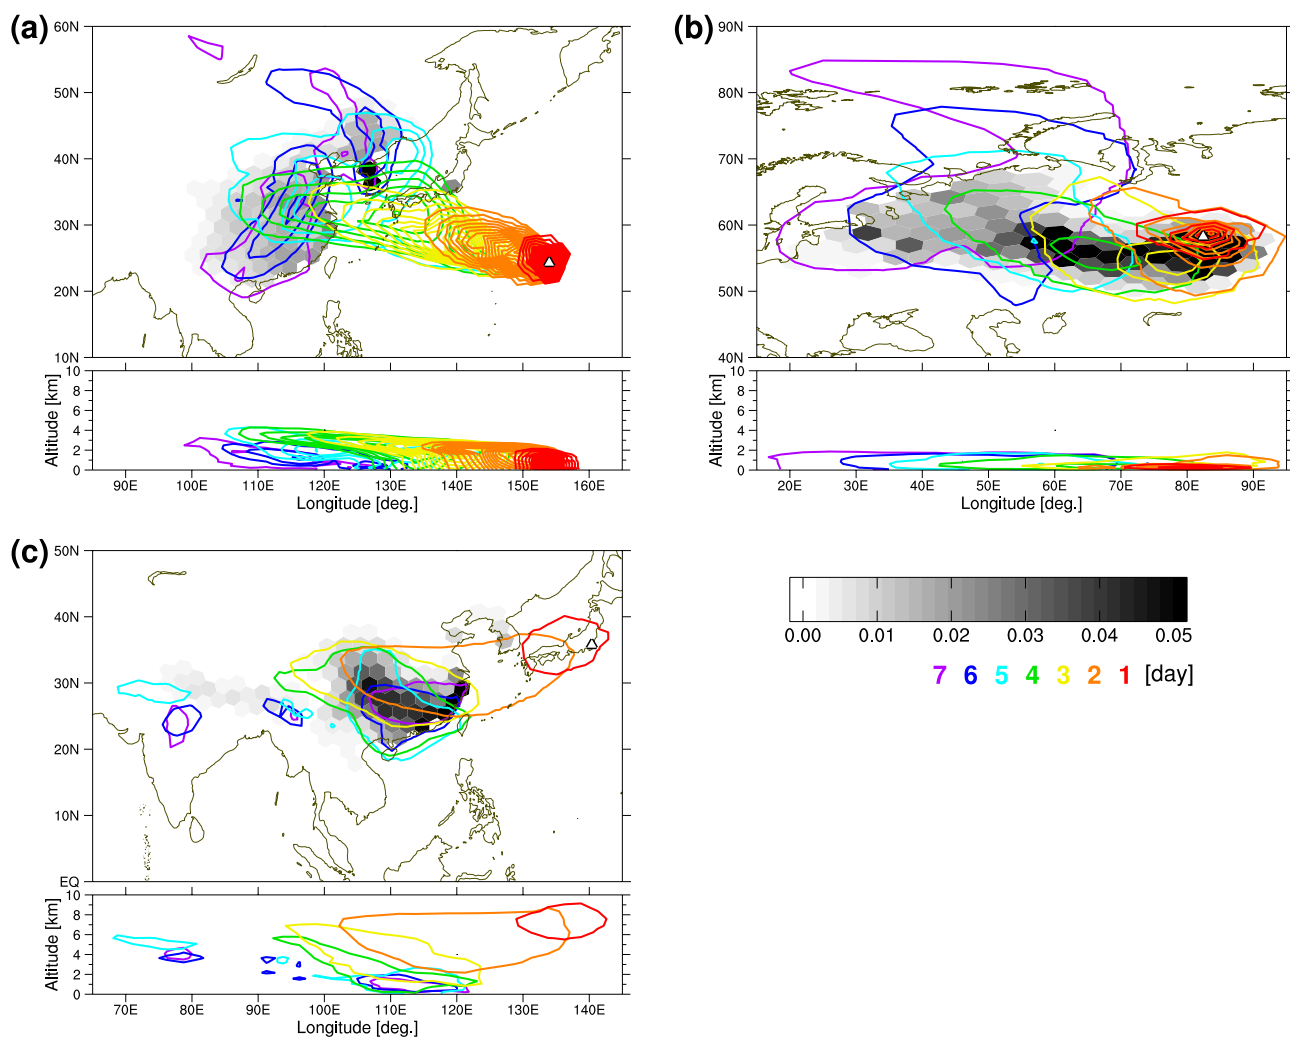 (a)
60N
50N
40N
30N
20N
10N
Altitude [km]
10
8
6
4
2
0
90E 100E 110E 120E 130E 140E 150E 160E
Longitude [deg.]
(b)
90N
80N
70N
60N
50N
40N
Altitude [km]
10
8
6
4
2
0
20E 30E 40E 50E 60E 70E 80E 90E
Longitude [deg.]
(c)
50N
40N
30N
20N
10N
EQ
Altitude [km]
10
8
6
4
2
0
70E 80E 90E 100E 110E 120E 130E 140E
Longitude [deg.]
0.00 0.01 0.02 0.03 0.04 0.05
7 6 5 4 3 2 1 [day]